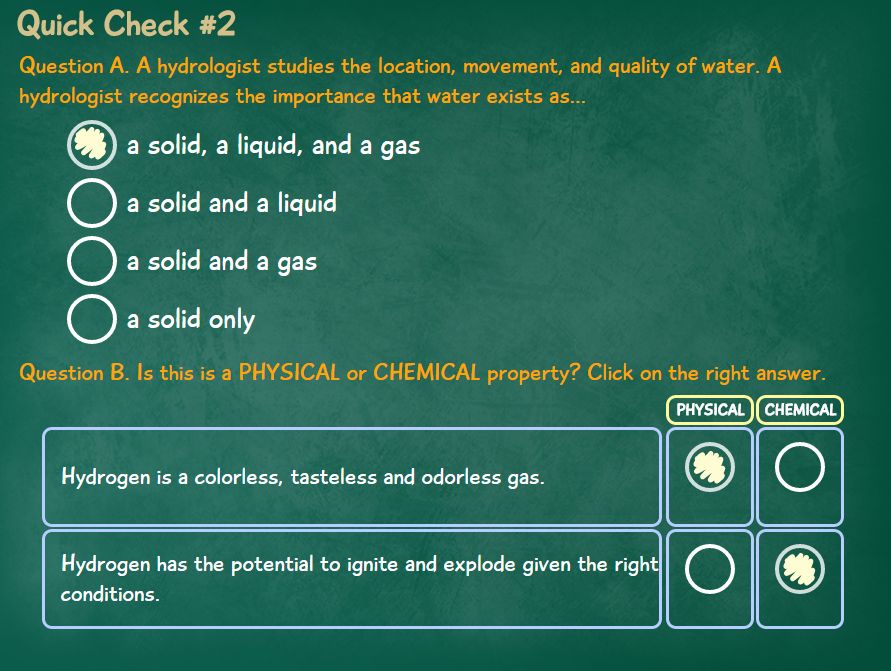 Quick Check #2
Question A. A hydrologist studies the location, movement, and quality of water. A
hydrologist recognizes the importance that water exists as...
a solid, a liquid, and a gas
a solid and a liquid
a solid and a gas
a solid only
Question B. Is this is a PHYSICAL or CHEMICAL property? Click on the right answer.
PHYSICAL CHEMICAL
Hydrogen is a colorless, tasteless and odorless gas.
Hydrogen has the potential to ignite and explode given the right
conditions.